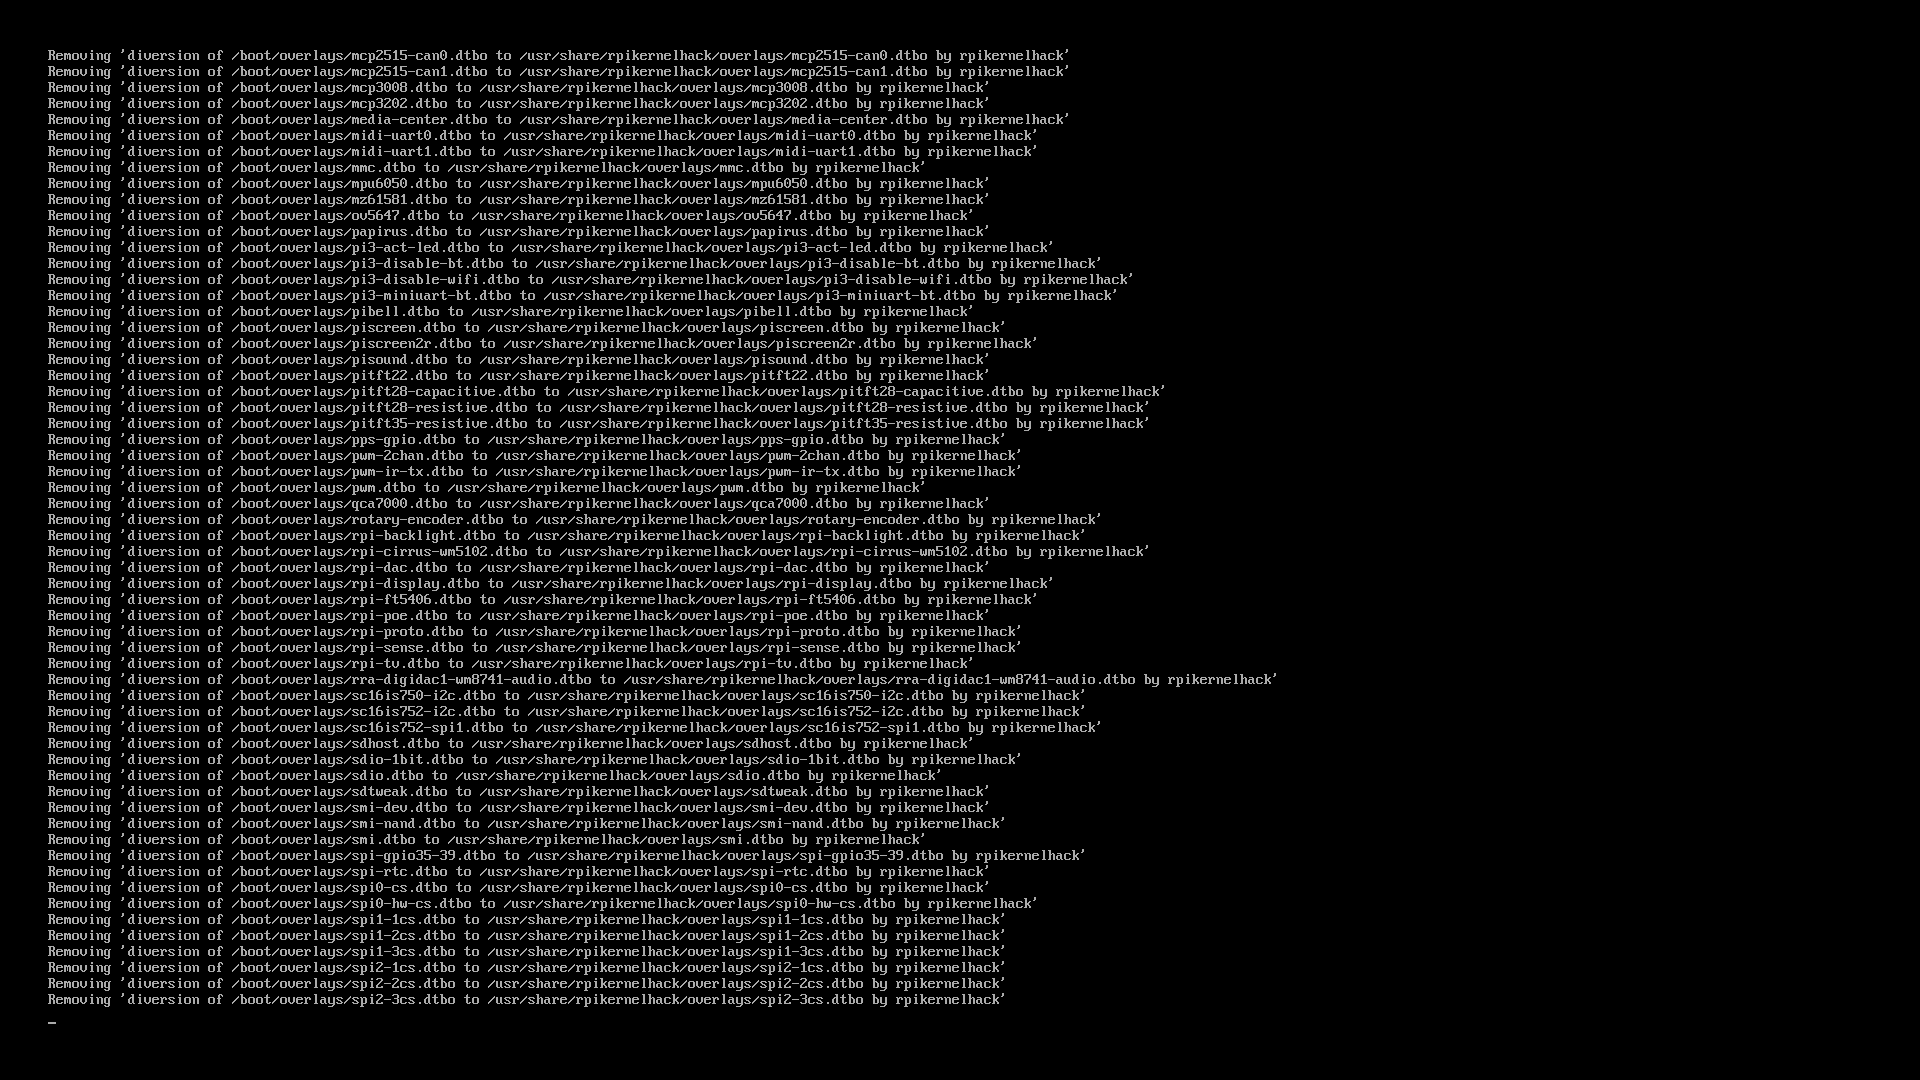 Removing 'diversion of /boot/overlays/mcp2515-can0.dtbo to /usr/share/rpikernelhack/overlays/mcp2515-can0.dtbo by rpikernelhack'
Removing 'diversion of /boot/overlays/mcp2515-can1.dtbo to /usr/share/rpikernelhack/overlays/mcp2515-can1.dtbo by rpikernelhack'
Removing 'diversion of /boot/overlays/mcp3008.dtbo to /usr/share/rpikernelhack/overlays/mcp3008.dtbo by rpikernelhack'
Removing 'diversion of /boot/overlays/mcp3202.dtbo to /usr/share/rpikernelhack/overlays/mcp3202.dtbo by rpikernelhack'
Removing 'diversion of /boot/overlays/media-center.dtbo to /usr/share/rpikernelhack/overlays/media-center.dtbo by rpikernelhack'
Removing 'diversion of /boot/overlays/midi-uart0.dtbo to /usr/share/rpikernelhack/overlays/midi-uart0.dtbo by rpikernelhack'
Removing 'diversion of /boot/overlays/midi-uart1.dtbo to /usr/share/rpikernelhack/overlays/midi-uart1.dtbo by rpikernelhack'
Removing 'diversion of /boot/overlays/mmc.dtbo to /usr/share/rpikernelhack/overlays/mmc.dtbo by rpikernelhack'
Removing 'diversion of /boot/overlays/mpu6050.dtbo to /usr/share/rpikernelhack/overlays/mpu6050.dtbo by rpikernelhack'
Removing 'diversion of /boot/overlays/mz61581.dtbo to /usr/share/rpikernelhack/overlays/mz61581.dtbo by rpikernelhack'
Removing 'diversion of /boot/overlays/ov5647.dtbo to /usr/share/rpikernelhack/overlays/ov5647.dtbo by rpikernelhack'
Removing 'diversion of /boot/overlays/papirus.dtbo to /usr/share/rpikernelhack/overlays/papirus.dtbo by rpikernelhack'
Removing 'diversion of /boot/overlays/pi3-act-led.dtbo to /usr/share/rpikernelhack/overlays/pi3-act-led.dtbo by rpikernelhack'
Removing 'diversion of /boot/overlays/pi3-disable-bt.dtbo to /usr/share/rpikernelhack/overlays/pi3-disable-bt.dtbo by rpikernelhack'
Removing 'diversion of /boot/overlays/pi3-disable-wifi.dtbo to /usr/share/rpikernelhack/overlays/pi3-disable-wifi.dtbo by rpikernelhack'
Removing 'diversion of /boot/overlays/pi3-miniuart-bt.dtbo to /usr/share/rpikernelhack/overlays/pi3-miniuart-bt.dtbo by rpikernelhack'
Removing 'diversion of /boot/overlays/pibell.dtbo to /usr/share/rpikernelhack/overlays/pibell.dtbo by rpikernelhack'
Removing 'diversion of /boot/overlays/piscreen.dtbo to /usr/share/rpikernelhack/overlays/piscreen.dtbo by rpikernelhack'
Removing 'diversion of /boot/overlays/piscreen2r.dtbo to /usr/share/rpikernelhack/overlays/piscreen2r.dtbo by rpikernelhack'
Removing 'diversion of /boot/overlays/pisound.dtbo to /usr/share/rpikernelhack/overlays/pisound.dtbo by rpikernelhack'
Removing 'diversion of /boot/overlays/pitft22.dtbo to /usr/share/rpikernelhack/overlays/pitft22.dtbo by rpikernelhack'
Removing 'diversion of /boot/overlays/pitft28-capacitive.dtbo to /usr/share/rpikernelhack/overlays/pitft28-capacitive.dtbo by rpikernelhack'
Removing 'diversion of /boot/overlays/pitft28-resistive.dtbo to /usr/share/rpikernelhack/overlays/pitft28-resistive.dtbo by rpikernelhack'
Removing 'diversion of /boot/overlays/pitft35-resistive.dtbo to /usr/share/rpikernelhack/overlays/pitft35-resistive.dtbo by rpikernelhack'
Removing 'diversion of /boot/overlays/pps-gpio.dtbo to /usr/share/rpikernelhack/overlays/pps-gpio.dtbo by rpikernelhack'
Removing 'diversion of /boot/overlays/pwm-2chan.dtbo to /usr/share/rpikernelhack/overlays/pwm-2chan.dtbo by rpikernelhack'
Removing 'diversion of /boot/overlays/pwm-ir-tx.dtbo to /usr/share/rpikernelhack/overlays/pwm-ir-tx.dtbo by rpikernelhack'
Removing 'diversion of /boot/overlays/pwm.dtbo to /usr/share/rpikernelhack/overlays/pwm.dtbo by rpikernelhack'
Removing 'diversion of /boot/overlays/qca7000.dtbo to /usr/share/rpikernelhack/overlays/qca7000.dtbo by rpikernelhack'
Removing 'diversion of /boot/overlays/rotary-encoder.dtbo to /usr/share/rpikernelhack/overlays/rotary-encoder.dtbo by rpikernelhack'
Removing 'diversion of /boot/overlays/rpi-backlight.dtbo to /usr/share/rpikernelhack/overlays/rpi-backlight.dtbo by rpikernelhack'
Removing 'diversion of /boot/overlays/rpi-cirrus-wm5102.dtbo to /usr/share/rpikernelhack/overlays/rpi-cirrus-wm5102.dtbo by rpikernelhack'
Removing 'diversion of /boot/overlays/rpi-dac.dtbo to /usr/share/rpikernelhack/overlays/rpi-dac.dtbo by rpikernelhack'
Removing 'diversion of /boot/overlays/rpi-display.dtbo to /usr/share/rpikernelhack/overlays/rpi-display.dtbo by rpikernelhack'
Removing 'diversion of /boot/overlays/rpi-ft5406.dtbo to /usr/share/rpikernelhack/overlays/rpi-ft5406.dtbo by rpikernelhack'
Removing 'diversion of /boot/overlays/rpi-poe.dtbo to /usr/share/rpikernelhack/overlays/rpi-poe.dtbo by rpikernelhack'
Removing 'diversion of /boot/overlays/rpi-proto.dtbo to /usr/share/rpikernelhack/overlays/rpi-proto.dtbo by rpikernelhack'
Removing 'diversion of /boot/overlays/rpi-sense.dtbo to /usr/share/rpikernelhack/overlays/rpi-sense.dtbo by rpikernelhack'
Removing 'diversion of /boot/overlays/rpi-tv.dtbo to /usr/share/rpikernelhack/overlays/rpi-tv.dtbo by rpikernelhack'
Removing 'diversion of /boot/overlays/rra-digidac1-wm8741-audio.dtbo to /usr/share/rpikernelhack/overlays/rra-digidac1-wm8741-audio.dtbo by rpikernelhack'
Removing 'diversion of /boot/overlays/sc16is750-i2c.dtbo to /usr/share/rpikernelhack/overlays/sc16is750-i2c.dtbo by rpikernelhack'
Removing 'diversion of /boot/overlays/sc16is752-i2c.dtbo to /usr/share/rpikernelhack/overlays/sc16is752-i2c.dtbo by rpikernelhack'
Removing 'diversion of /boot/overlays/sc16is752-spi1.dtbo to /usr/share/rpikernelhack/overlays/sc16is752-spi1.dtbo by rpikernelhack'
Removing 'diversion of /boot/overlays/sdhost.dtbo to /usr/share/rpikernelhack/overlays/sdhost.dtbo by rpikernelhack'
Removing 'diversion of /boot/overlays/sdio-1bit.dtbo to /usr/share/rpikernelhack/overlays/sdio-1bit.dtbo by rpikernelhack'
Removing 'diversion of /boot/overlays/sdio.dtbo to /usr/share/rpikernelhack/overlays/sdio.dtbo by rpikernelhack'
Removing 'diversion of /boot/overlays/sdtweak.dtbo to /usr/share/rpikernelhack/overlays/sdtweak.dtbo by rpikernelhack'
Removing 'diversion of /boot/overlays/smi-dev.dtbo to /usr/share/rpikernelhack/overlays/smi-dev.dtbo by rpikernelhack'
Removing 'diversion of /boot/overlays/smi-nand.dtbo to /usr/share/rpikernelhack/overlays/smi-nand.dtbo by rpikernelhack'
Removing 'diversion of /boot/overlays/smi.dtbo to /usr/share/rpikernelhack/overlays/smi.dtbo by rpikernelhack'
Removing 'diversion of /boot/overlays/spi-gpio35-39.dtbo to /usr/share/rpikernelhack/overlays/spi-gpio35-39.dtbo by rpikernelhack'
Removing 'diversion of /boot/overlays/spi-rtc.dtbo to /usr/share/rpikernelhack/overlays/spi-rtc.dtbo by rpikernelhack'
Removing 'diversion of /boot/overlays/spi0-cs.dtbo to /usr/share/rpikernelhack/overlays/spi0-cs.dtbo by rpikernelhack'
Removing 'diversion of /boot/overlays/spi0-hw-cs.dtbo to /usr/share/rpikernelhack/overlays/spi0-hw-cs.dtbo by rpikernelhack'
Removing 'diversion of /boot/overlays/spi1-1cs.dtbo to /usr/share/rpikernelhack/overlays/spi1-1cs.dtbo by rpikernelhack'
Removing 'diversion of /boot/overlays/spi1-2cs.dtbo to /usr/share/rpikernelhack/overlays/spi1-2cs.dtbo by rpikernelhack'
Removing 'diversion of /boot/overlays/spi1-3cs.dtbo to /usr/share/rpikernelhack/overlays/spi1-3cs.dtbo by rpikernelhack'
Removing 'diversion of /boot/overlays/spi2-1cs.dtbo to /usr/share/rpikernelhack/overlays/spi2-1cs.dtbo by rpikernelhack'
Removing 'diversion of /boot/overlays/spi2-2cs.dtbo to /usr/share/rpikernelhack/overlays/spi2-2cs.dtbo by rpikernelhack'
Removing 'diversion of /boot/overlays/spi2-3cs.dtbo to /usr/share/rpikernelhack/overlays/spi2-3cs.dtbo by rpikernelhack'